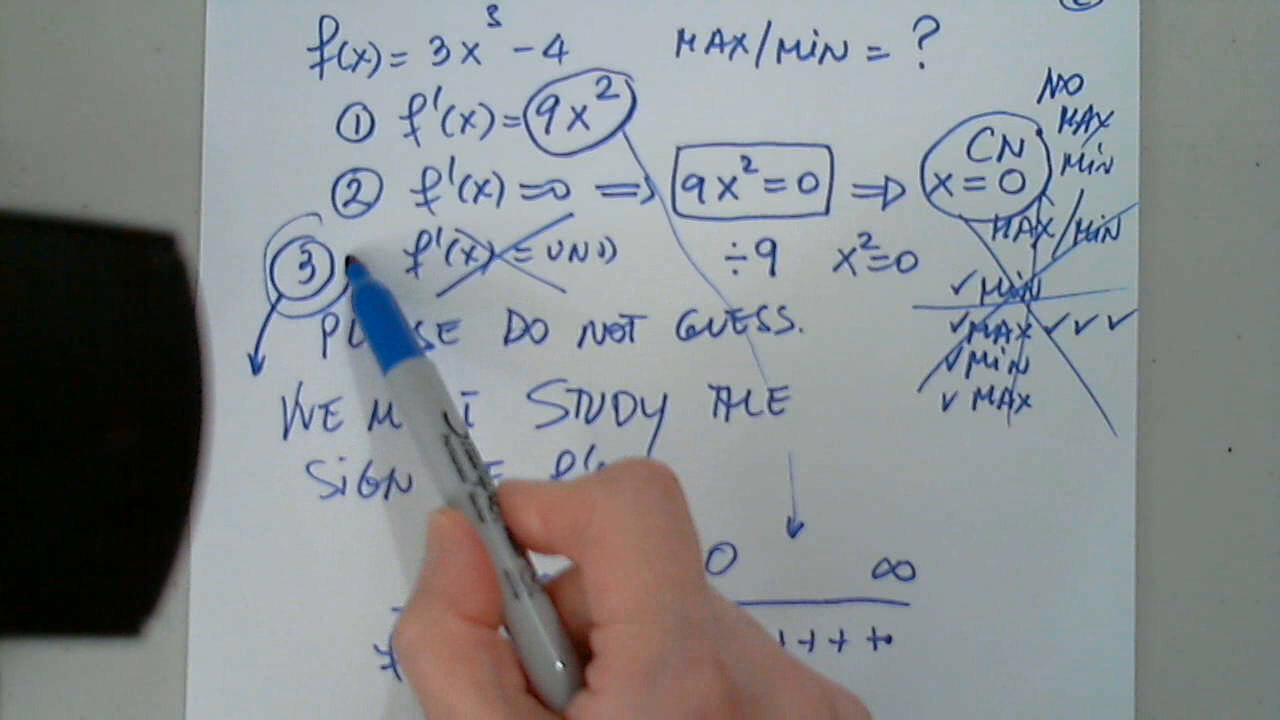 f(x) = 3x³ - 4 MAX/MIN = ?
① f'(x) = 9x²
② f'(x) = 0 ⟹ 9x² = 0 ⟹ CN x = 0
NO
MAX
MIN
③ f'(x) = UND ÷9 x² = 0
MAX/MIN
✓ MIN
✓ MAX ✓ ✓ ✓
✓ MIN
✓ MAX
DO NOT GUESS.
WE STUDY THE
SIGN
0 ∞
+ + + +